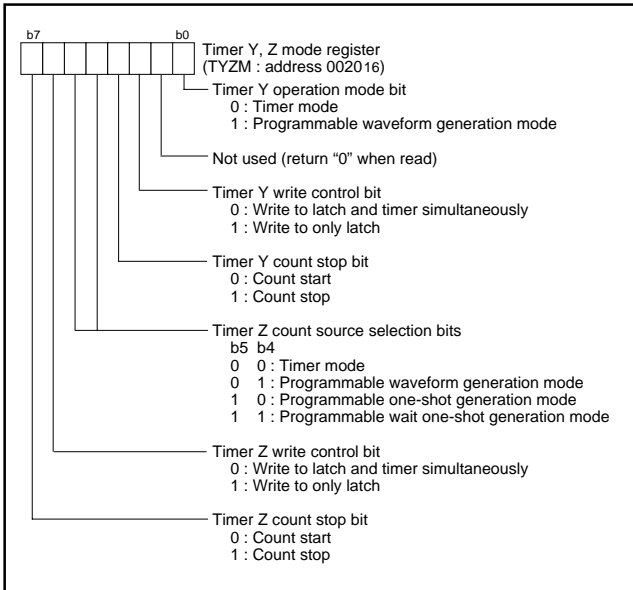 b7 b0
Timer Y, Z mode register
(TYZM : address 002016)
Timer Y operation mode bit
0 : Timer mode
1 : Programmable waveform generation mode
Not used (return “0” when read)
Timer Y write control bit
0 : Write to latch and timer simultaneously
1 : Write to only latch
Timer Y count stop bit
0 : Count start
1 : Count stop
Timer Z count source selection bits
b5 b4
0 0 : Timer mode
0 1 : Programmable waveform generation mode
1 0 : Programmable one-shot generation mode
1 1 : Programmable wait one-shot generation mode
Timer Z write control bit
0 : Write to latch and timer simultaneously
1 : Write to only latch
Timer Z count stop bit
0 : Count start
1 : Count stop